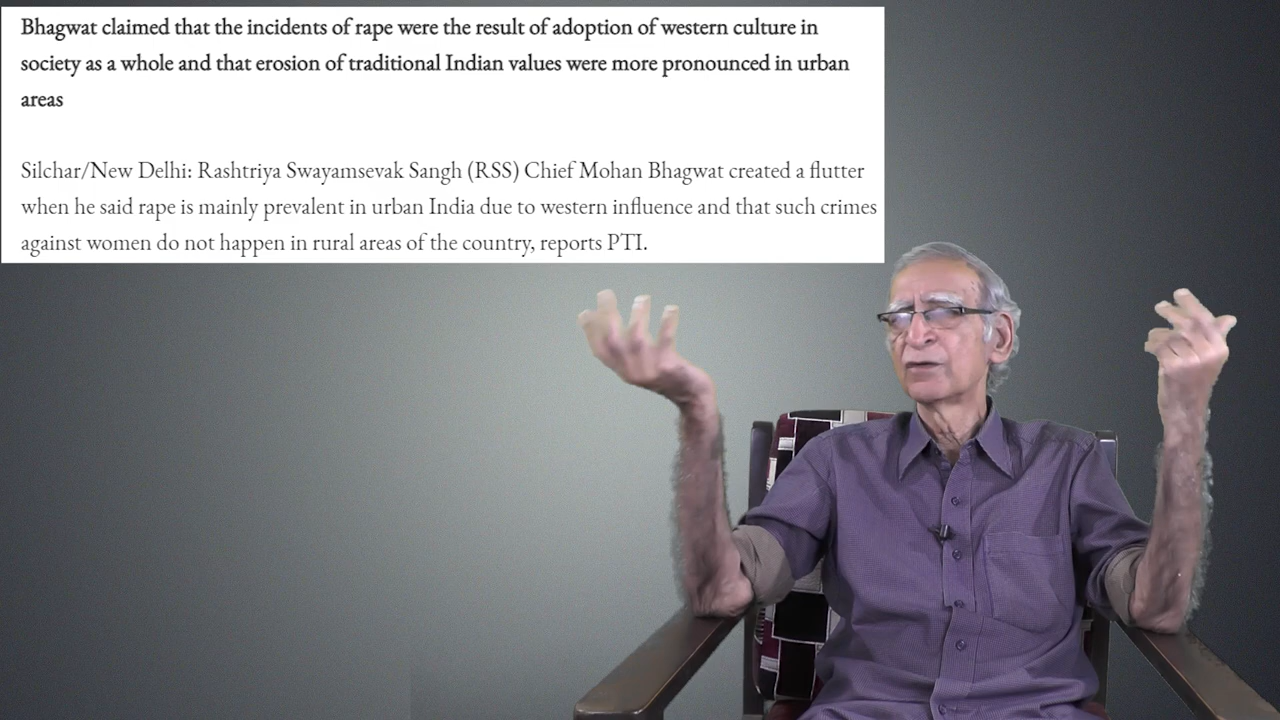 Bhagwat claimed that the incidents of rape were the result of adoption of western culture in
society as a whole and that erosion of traditional Indian values were more pronounced in urban
areas
Silchar/New Delhi: Rashtriya Swayamsevak Sangh (RSS) Chief Mohan Bhagwat created a flutter
when he said rape is mainly prevalent in urban India due to western influence and that such crimes
against women do not happen in rural areas of the country, reports PTI.